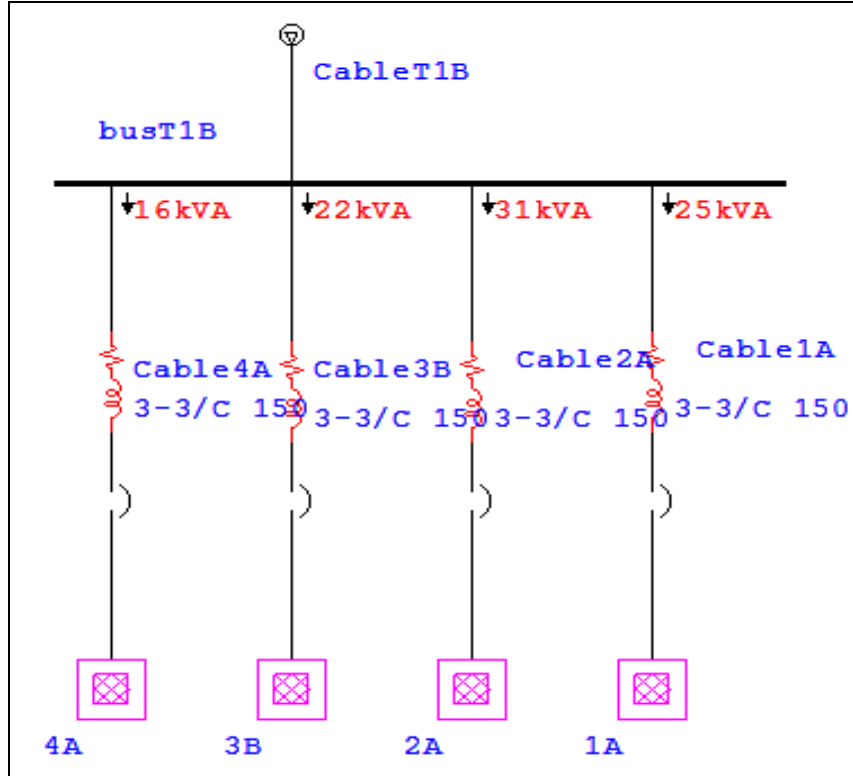 CableT1B
busT1B
16kVA 22kVA 31kVA 25kVA
Cable4A Cable3B Cable2A Cable1A
3-3/C 150 3-3/C 150 3-3/C 150 3-3/C 150
4A 3B 2A 1A